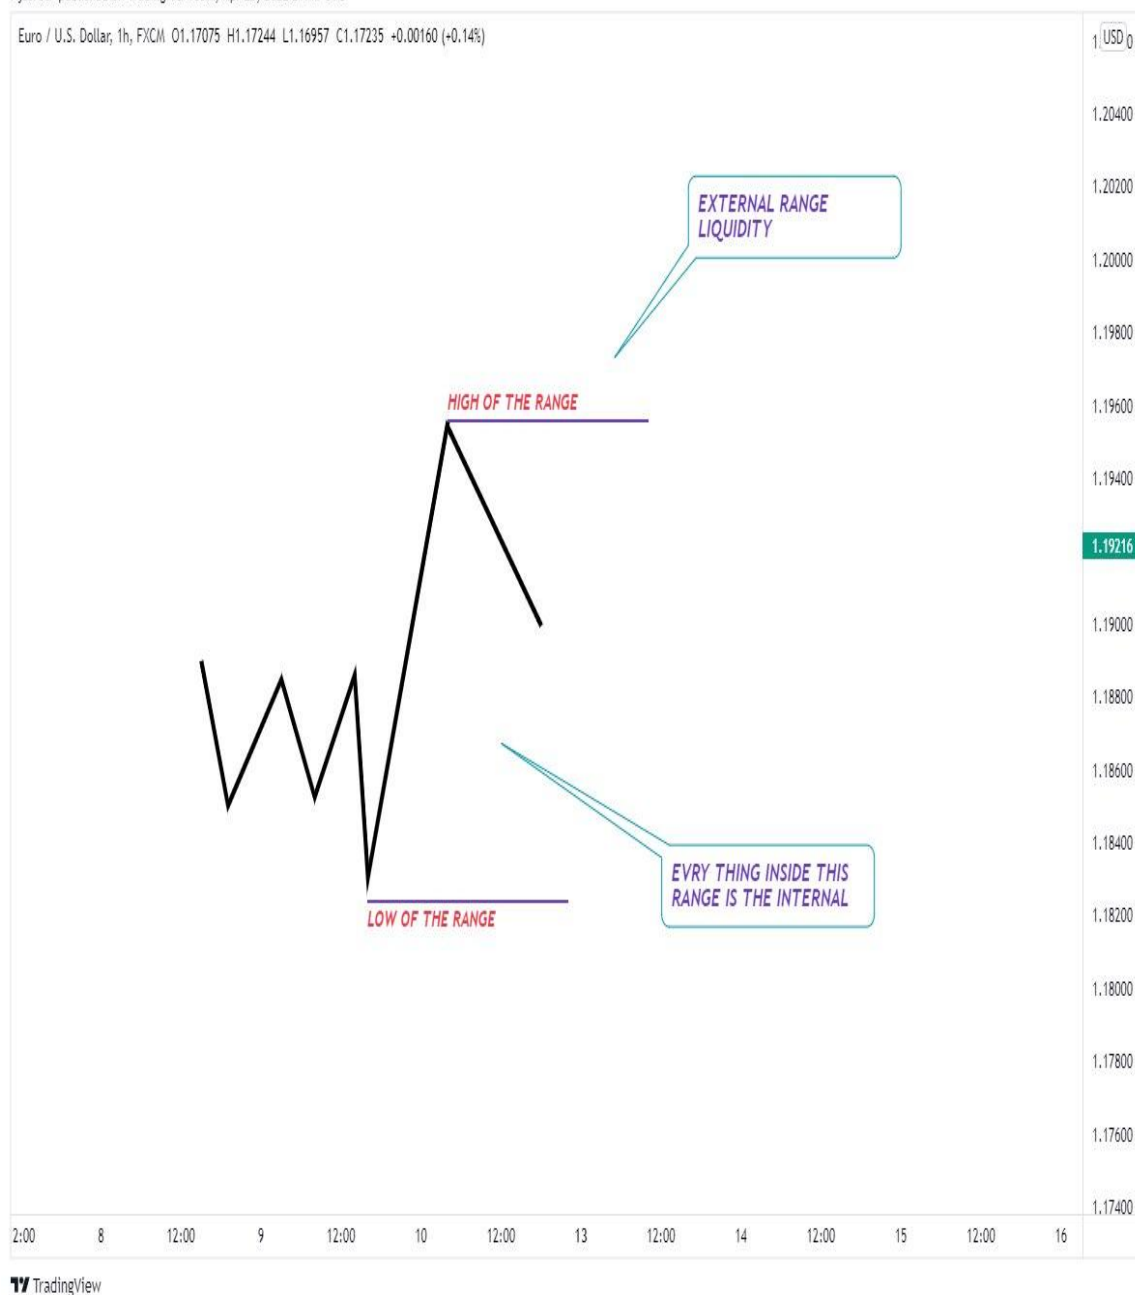 Euro / U.S. Dollar, 1h, FXCM O1.17075 H1.17244 L1.16957 C1.17235 +0.00160 (+0.14%)
USD
1.20400
1.20200
EXTERNAL RANGE
LIQUIDITY
1.20000
1.19800
HIGH OF THE RANGE
1.19600
1.19400
1.19216
1.19000
1.18800
1.18600
1.18400
EVRY THING INSIDE THIS
RANGE IS THE INTERNAL
LOW OF THE RANGE
1.18200
1.18000
1.17800
1.17600
1.17400
2:00 8 12:00 9 12:00 10 12:00 13 12:00 14 12:00 15 12:00 16
TradingView